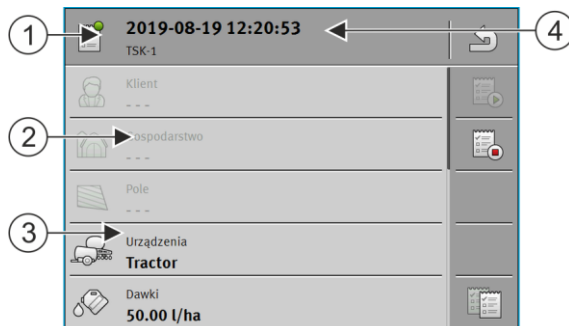 1
2019-08-19 12:20:53
4
TSK-1
Klient
- - -
2
Gospodarstwo
- - -
Pole
- - -
3
Urządzenia
Tractor
Dawki
50.00 l/ha